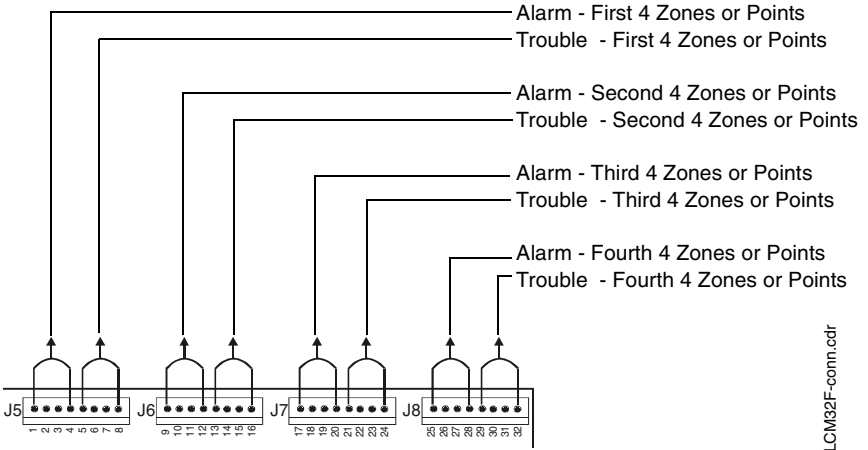 Alarm - First 4 Zones or Points
Trouble - First 4 Zones or Points
Alarm - Second 4 Zones or Points
Trouble - Second 4 Zones or Points
Alarm - Third 4 Zones or Points
Trouble - Third 4 Zones or Points
Alarm - Fourth 4 Zones or Points
Trouble - Fourth 4 Zones or Points
J5 J6 J7 J8
1 2 3 4 5 6 7 8 9 10 11 12 13 14 15 16 17 18 19 20 21 22 23 24 25 26 27 28 29 30 31 32
LCM32F-conn.cdr